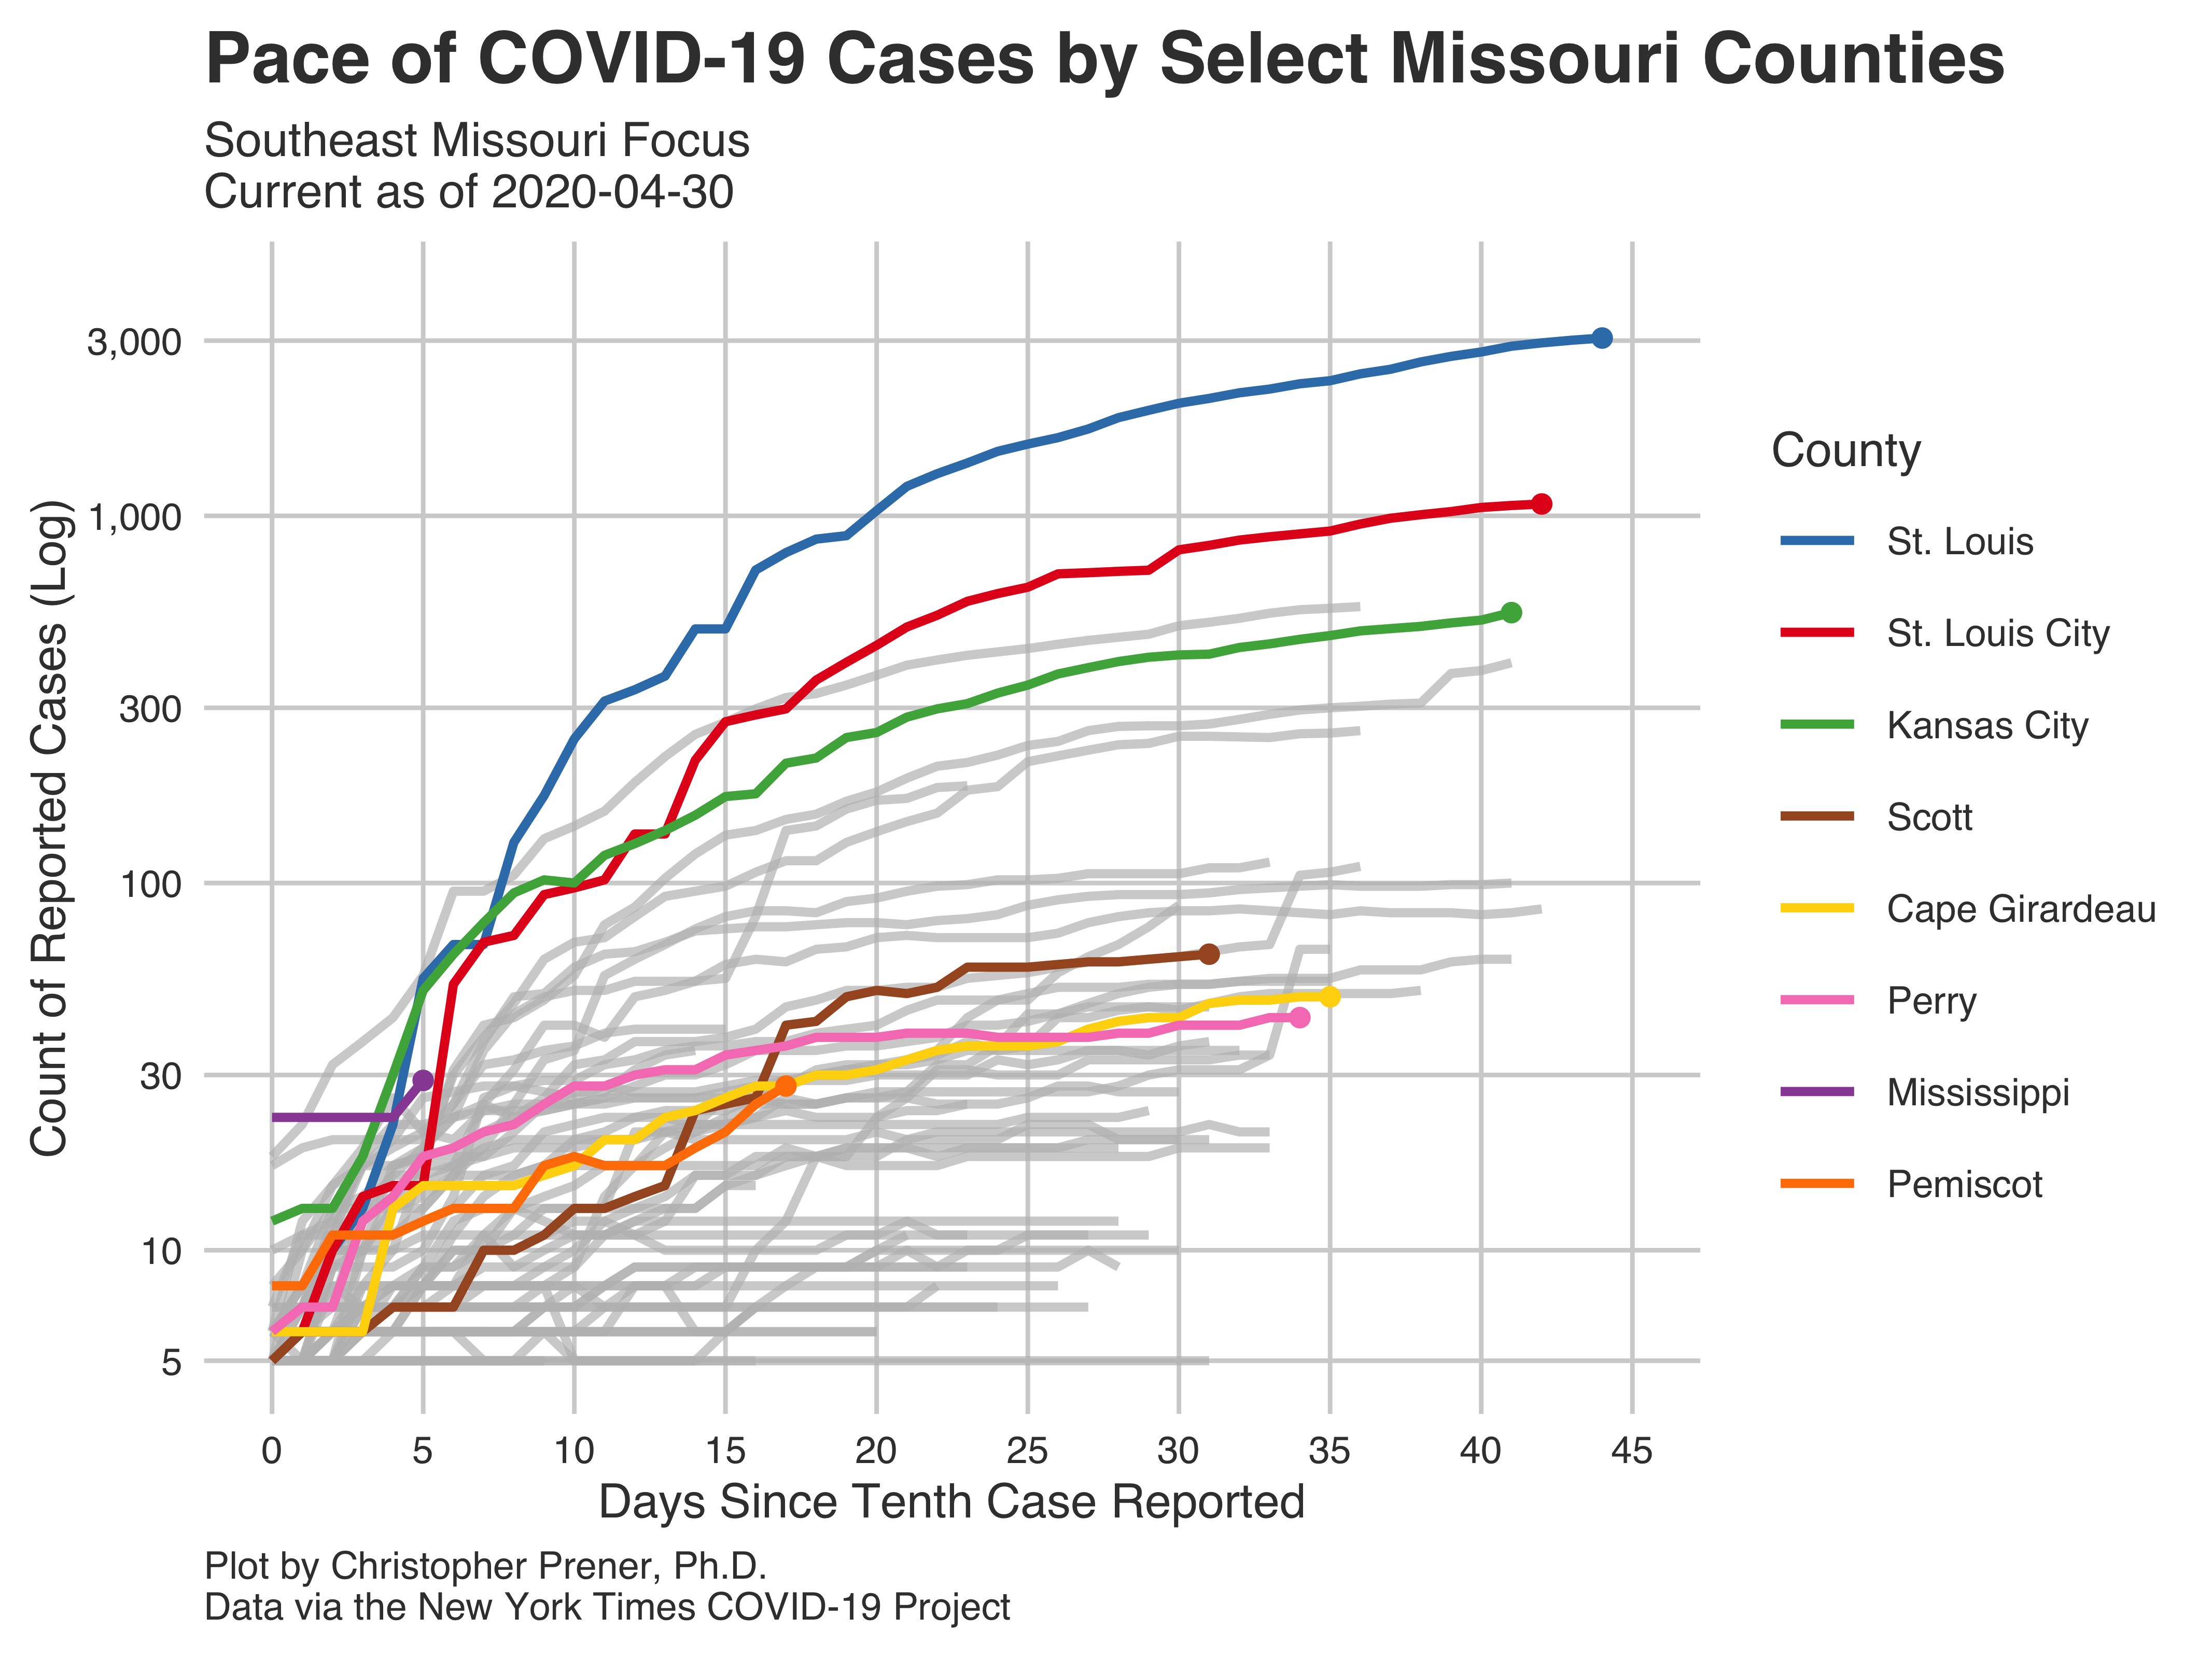 Pace of COVID-19 Cases by Select Missouri Counties
Southeast Missouri Focus
Current as of 2020-04-30
Count of Reported Cases (Log)
3,000
1,000
300
100
30
10
5
0 5 10 15 20 25 30 35 40 45
Days Since Tenth Case Reported
County
St. Louis
St. Louis City
Kansas City
Scott
Cape Girardeau
Perry
Mississippi
Pemiscot
Plot by Christopher Prener, Ph.D.
Data via the New York Times COVID-19 Project